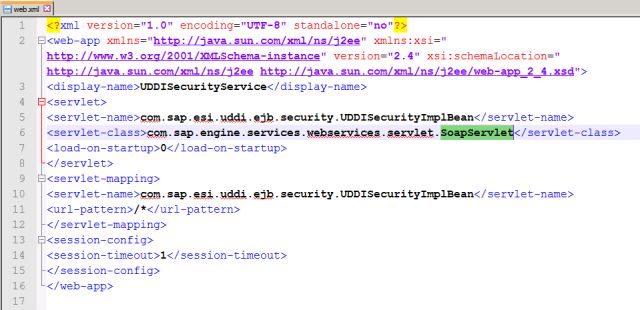 web.xml
1 <?xml version="1.0" encoding="UTF-8" standalone="no"?>
2 <web-app xmlns="http://java.sun.com/xml/ns/j2ee" xmlns:xsi="
http://www.w3.org/2001/XMLSchema-instance" version="2.4" xsi:schemaLocation="
http://java.sun.com/xml/ns/j2ee http://java.sun.com/xml/ns/j2ee/web-app_2_4.xsd">
3 <display-name>UDDISecurityService</display-name>
4 <servlet>
5 <servlet-name>com.sap.esi.uddi.ejb.security.UDDISecurityImplBean</servlet-name>
6 <servlet-class>com.sap.engine.services.webservices.servlet.SoapServlet</servlet-class>
7 <load-on-startup>0</load-on-startup>
8 </servlet>
9 <servlet-mapping>
10 <servlet-name>com.sap.esi.uddi.ejb.security.UDDISecurityImplBean</servlet-name>
11 <url-pattern>/*</url-pattern>
12 </servlet-mapping>
13 <session-config>
14 <session-timeout>1</session-timeout>
15 </session-config>
16 </web-app>
17